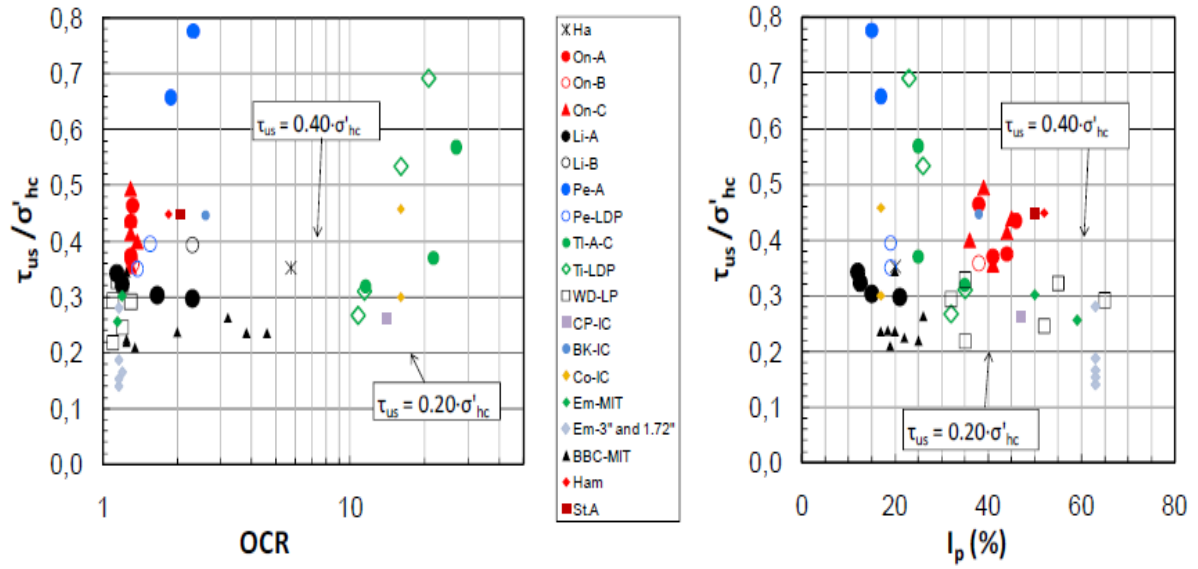 0,8
0,7
0,6
0,5
0,4
0,3
0,2
0,1
0,0
τus /σ'hc
τus = 0.40·σ'hc
τus = 0.20·σ'hc
1
10
OCR
Ha
On-A
On-B
On-C
Li-A
Li-B
Pe-A
Pe-LDP
TI-A-C
Ti-LDP
WD-LP
CP-IC
BK-IC
Co-IC
Em-MIT
Em-3" and 1.72"
BBC-MIT
Ham
St.A
0,8
0,7
0,6
0,5
0,4
0,3
0,2
0,1
0,0
τus /σ'hc
τus = 0.40·σ'hc
τus = 0.20·σ'hc
0
20
40
60
80
Ip (%)